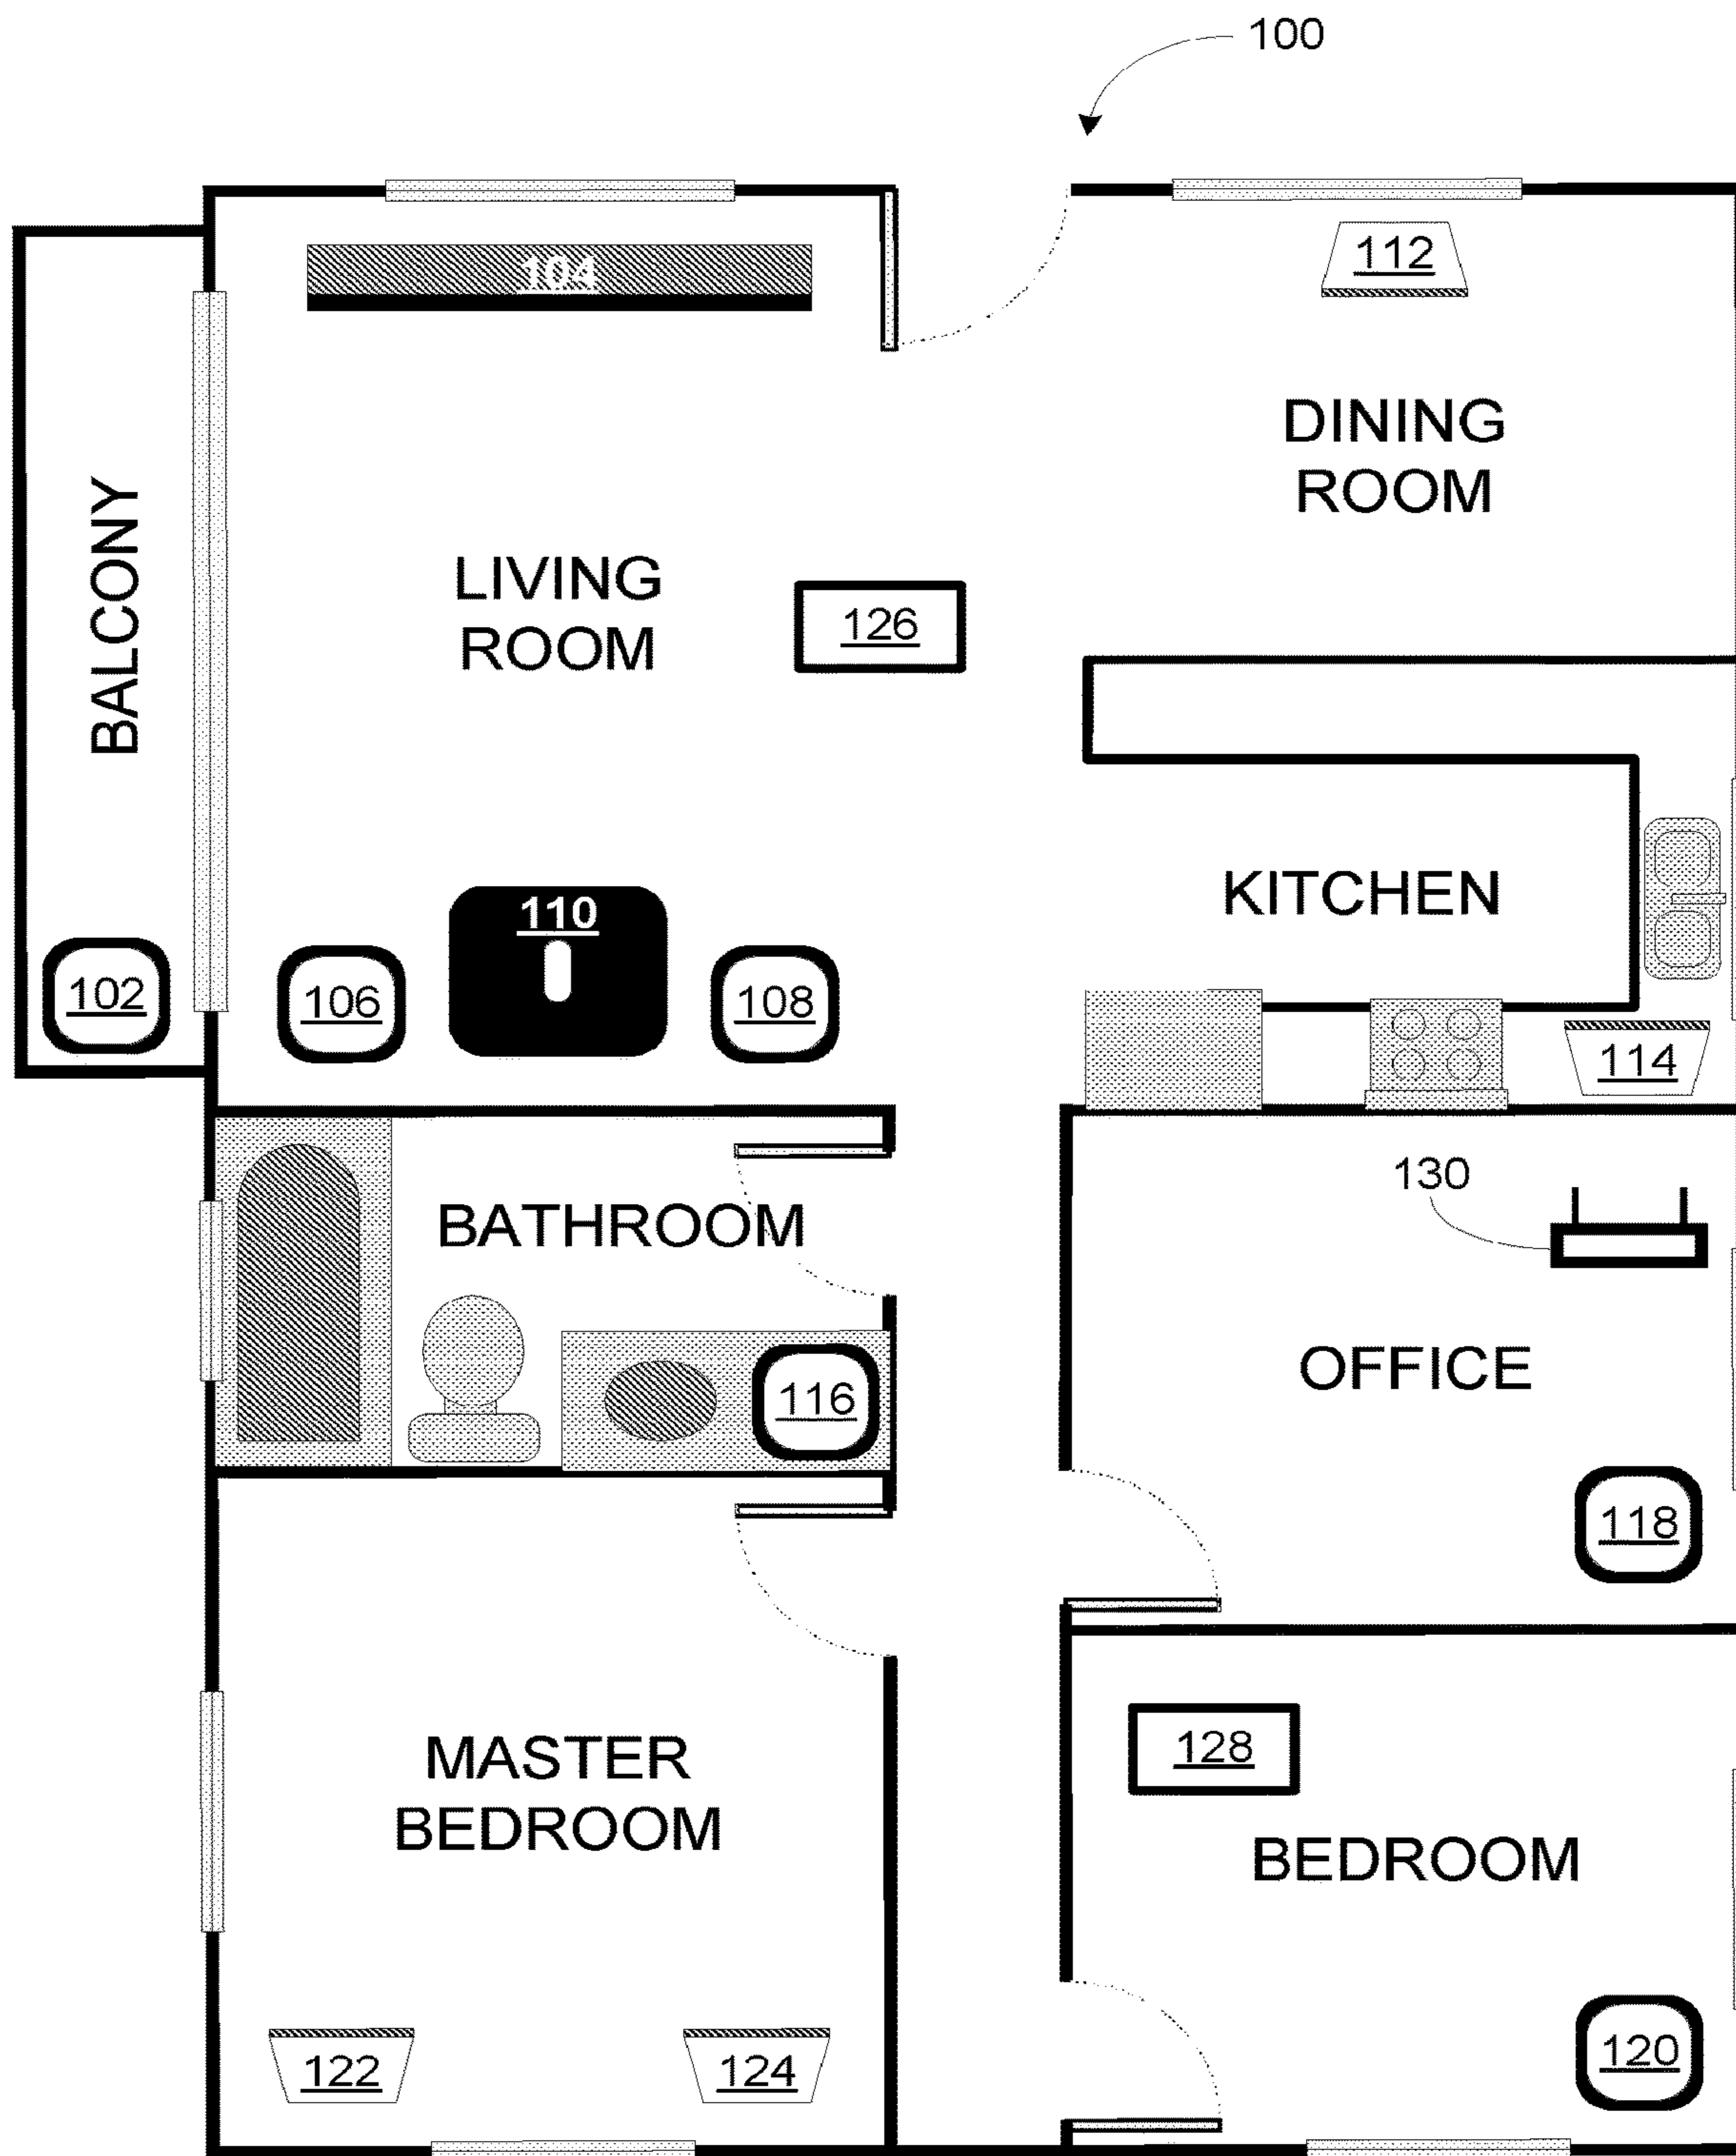 100
104
112
DINING
ROOM
BALCONY
LIVING
ROOM
126
KITCHEN
110
102
106
108
114
BATHROOM
130
OFFICE
116
118
MASTER
BEDROOM
128
BEDROOM
122
124
120